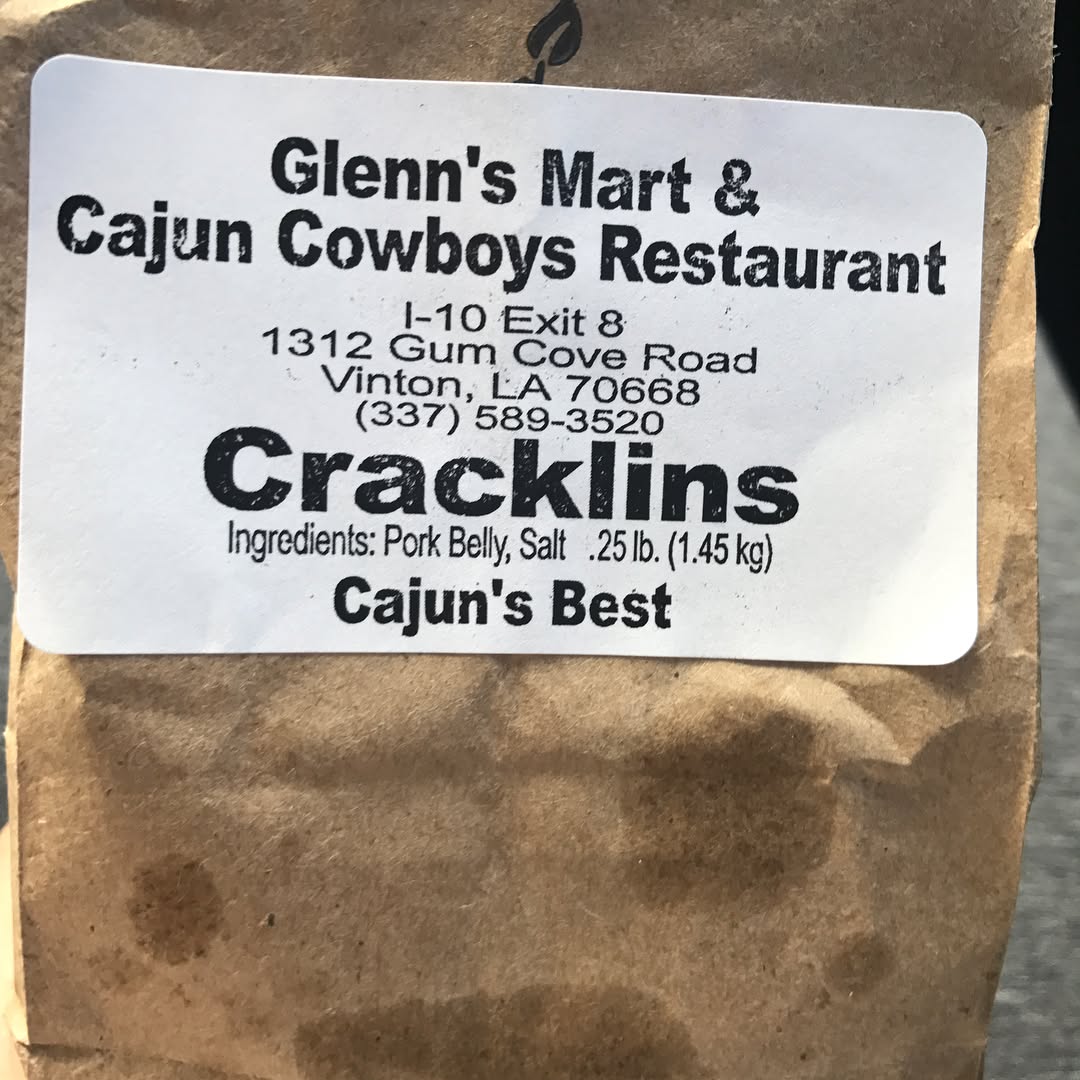 Glenn's Mart &
Cajun Cowboys Restaurant
I-10 Exit 8
1312 Gum Cove Road
Vinton, LA 70668
(337) 589-3520
Cracklins
Ingredients: Pork Belly, Salt .25 lb. (1.45 kg)
Cajun's Best